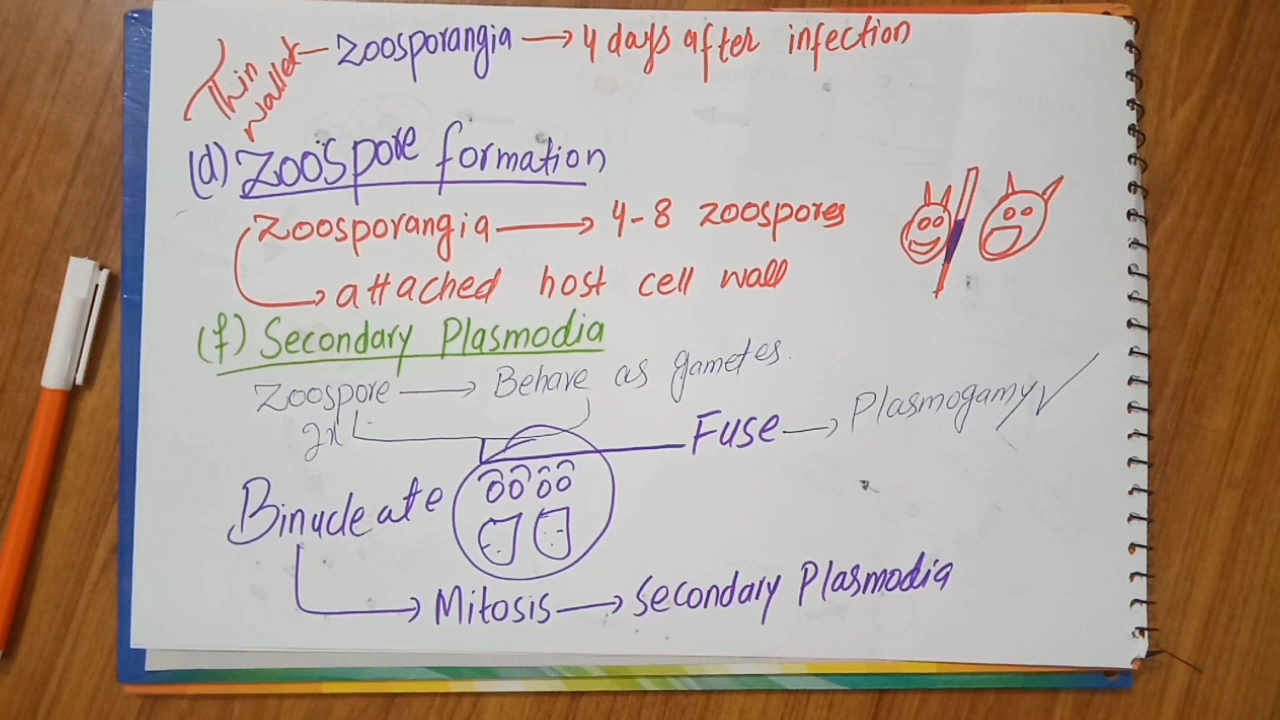 Thin walled — Zoosporangia → 4 days after infection
(d) Zoospore formation
Zoosporangia → 4-8 zoospores
→ attached host cell wall
(f) Secondary Plasmodia
Zoospore → Behave as gametes.
Fuse → Plasmogamy ✓
Binucleate
→ Mitosis → Secondary Plasmodia